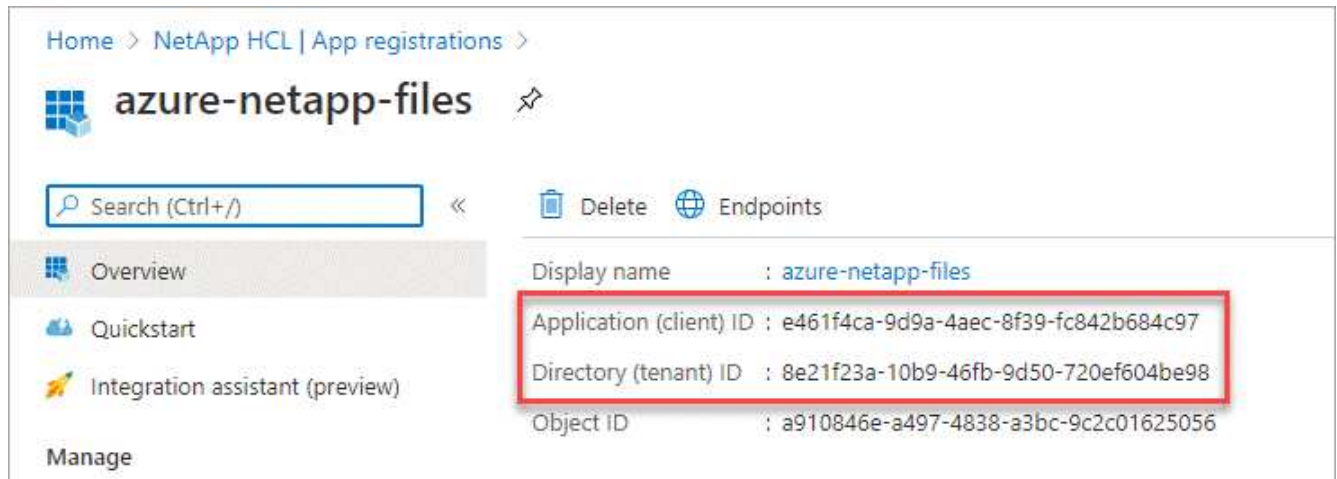 Home > NetApp HCL | App registrations >
azure-netapp-files
Search (Ctrl+/)
«
Delete
Endpoints
Overview
Quickstart
Integration assistant (preview)
Manage
Display name : azure-netapp-files
Application (client) ID : e461f4ca-9d9a-4aec-8f39-fc842b684c97
Directory (tenant) ID : 8e21f23a-10b9-46fb-9d50-720ef604be98
Object ID : a910846e-a497-4838-a3bc-9c2c01625056